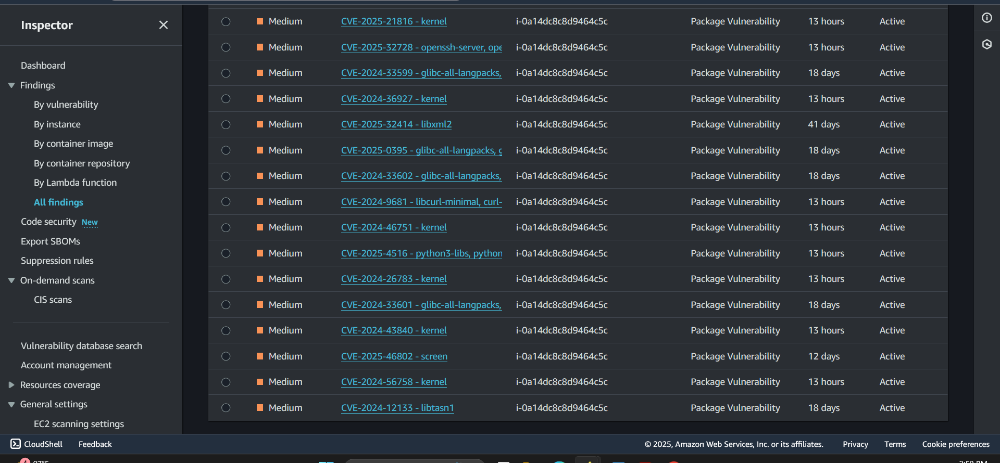 Inspector
Dashboard
Findings
By vulnerability
By instance
By container image
By container repository
By Lambda function
All findings
Code security New
Export SBOMs
Suppression rules
On-demand scans
CIS scans
Vulnerability database search
Account management
Resources coverage
General settings
EC2 scanning settings
Medium CVE-2025-21816 - kernel i-0a14dc8c8d9464c5c Package Vulnerability 13 hours Active
Medium CVE-2025-32728 - openssh-server, ope i-0a14dc8c8d9464c5c Package Vulnerability 13 hours Active
Medium CVE-2024-33599 - glibc-all-langpacks, i-0a14dc8c8d9464c5c Package Vulnerability 18 days Active
Medium CVE-2024-36927 - kernel i-0a14dc8c8d9464c5c Package Vulnerability 13 hours Active
Medium CVE-2025-32414 - libxml2 i-0a14dc8c8d9464c5c Package Vulnerability 41 days Active
Medium CVE-2025-0395 - glibc-all-langpacks, g i-0a14dc8c8d9464c5c Package Vulnerability 18 days Active
Medium CVE-2024-33602 - glibc-all-langpacks, i-0a14dc8c8d9464c5c Package Vulnerability 18 days Active
Medium CVE-2024-9681 - libcurl-minimal, curl- i-0a14dc8c8d9464c5c Package Vulnerability 13 hours Active
Medium CVE-2024-46751 - kernel i-0a14dc8c8d9464c5c Package Vulnerability 13 hours Active
Medium CVE-2025-4516 - python3-libs, python i-0a14dc8c8d9464c5c Package Vulnerability 13 hours Active
Medium CVE-2024-26783 - kernel i-0a14dc8c8d9464c5c Package Vulnerability 13 hours Active
Medium CVE-2024-33601 - glibc-all-langpacks, i-0a14dc8c8d9464c5c Package Vulnerability 18 days Active
Medium CVE-2024-43840 - kernel i-0a14dc8c8d9464c5c Package Vulnerability 13 hours Active
Medium CVE-2025-46802 - screen i-0a14dc8c8d9464c5c Package Vulnerability 12 days Active
Medium CVE-2024-56758 - kernel i-0a14dc8c8d9464c5c Package Vulnerability 13 hours Active
Medium CVE-2024-12133 - libtasn1 i-0a14dc8c8d9464c5c Package Vulnerability 18 days Active
CloudShell Feedback © 2025, Amazon Web Services, Inc. or its affiliates. Privacy Terms Cookie preferences